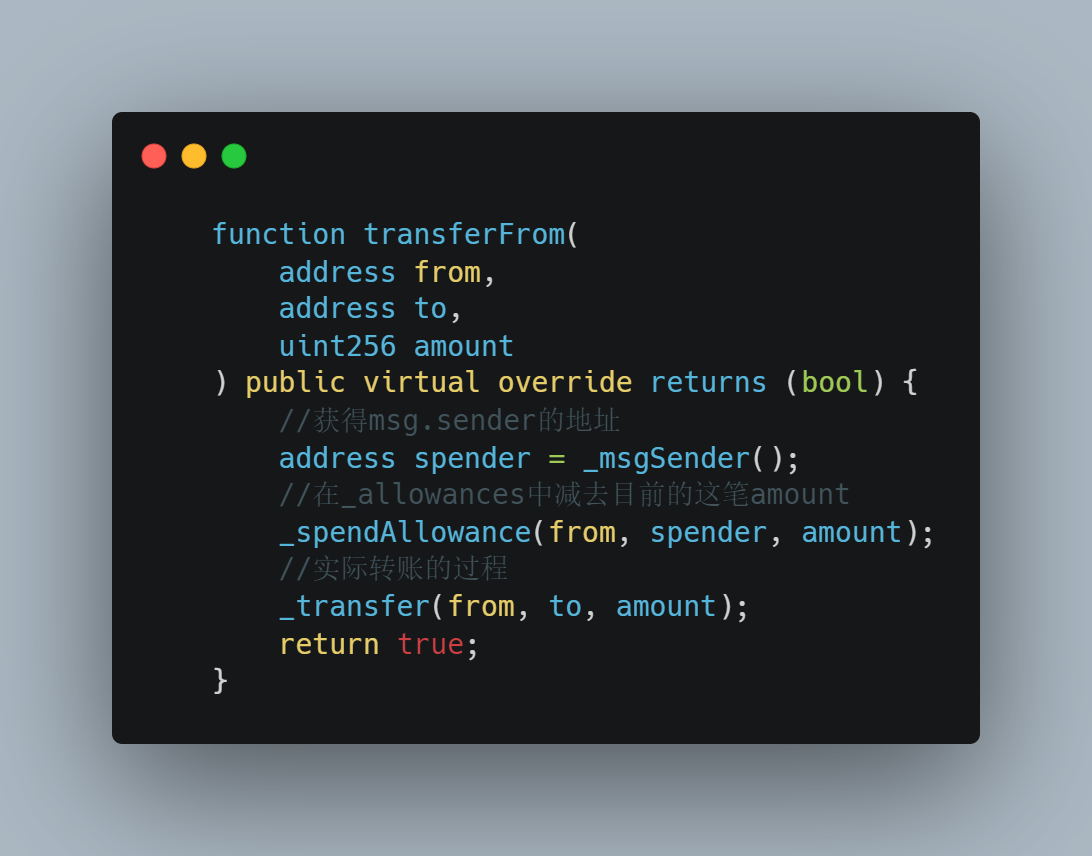 function transferFrom(
address from,
address to,
uint256 amount
) public virtual override returns (bool) {
//获得msg.sender的地址
address spender = _msgSender();
//在_allowances中减去目前的这笔amount
_spendAllowance(from, spender, amount);
//实际转账的过程
_transfer(from, to, amount);
return true;
}